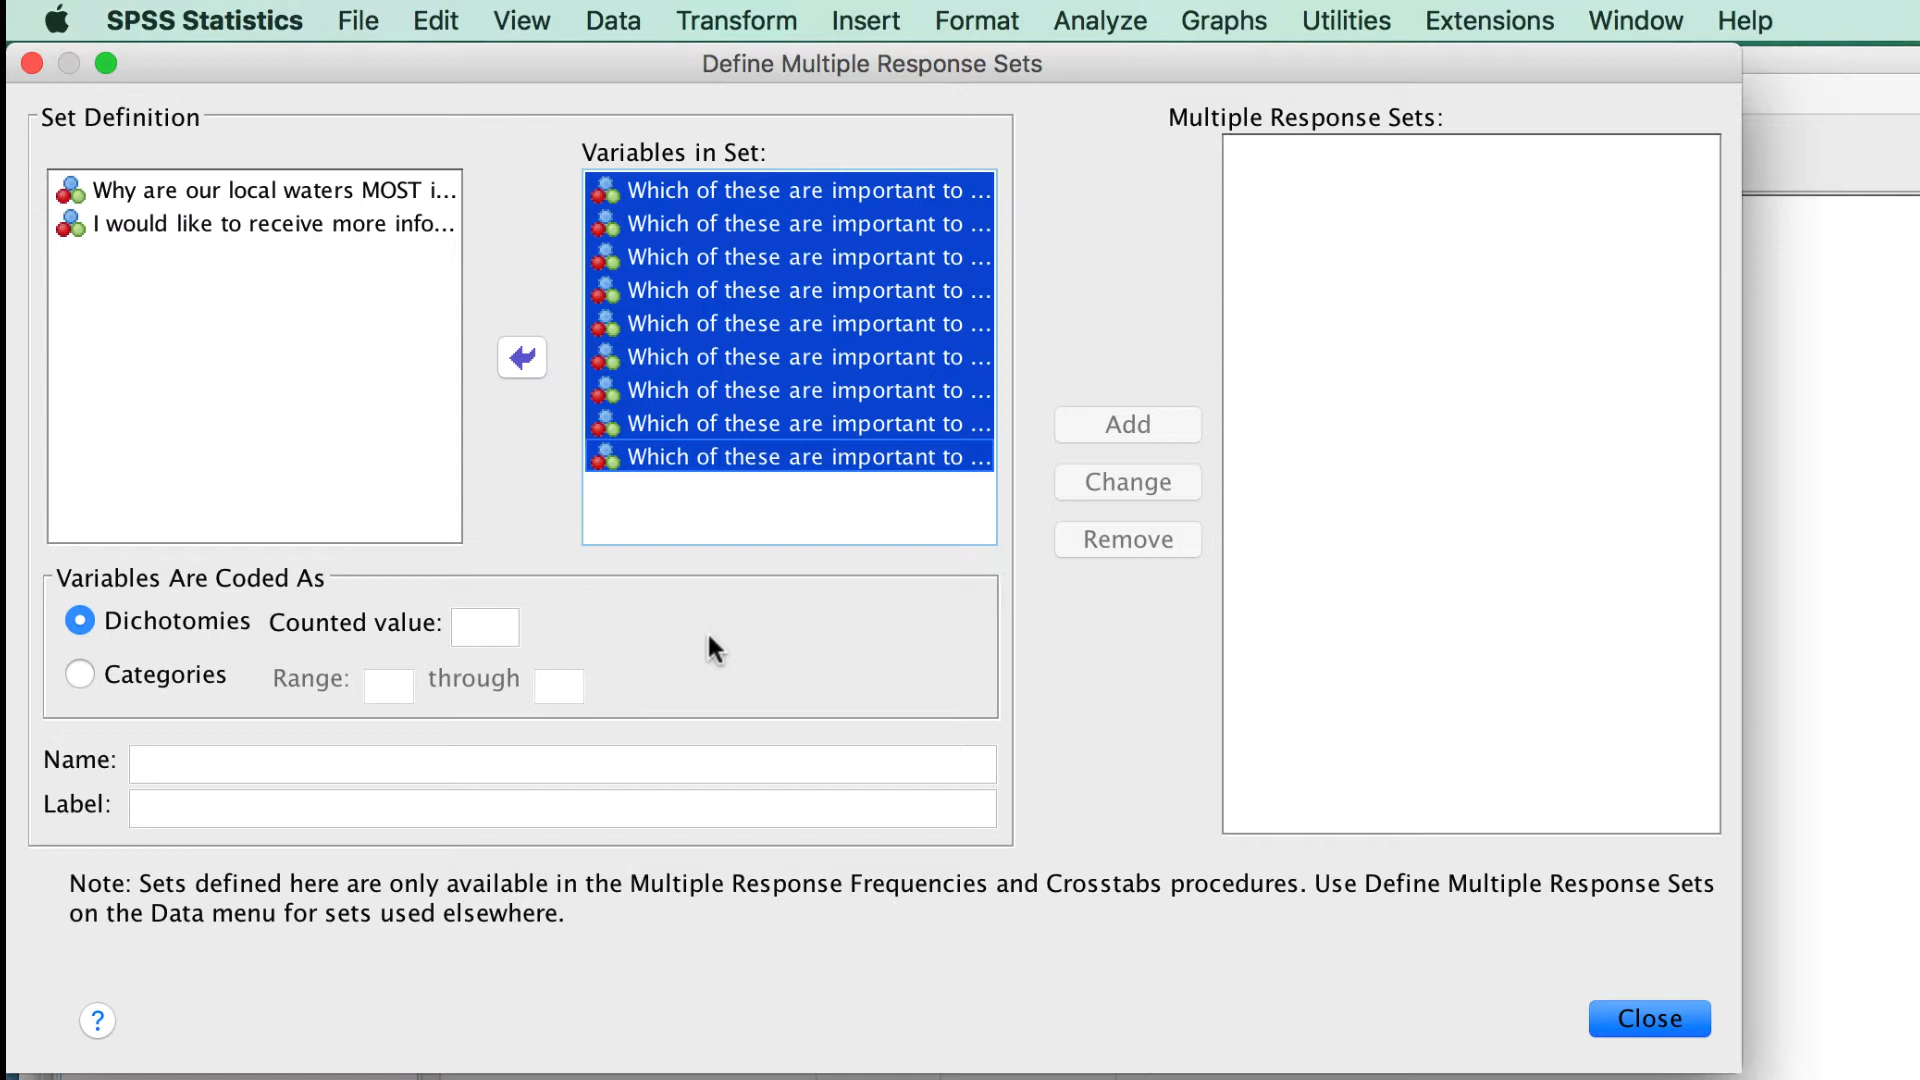 SPSS Statistics File Edit View Data Transform Insert Format Analyze Graphs Utilities Extensions Window Help
Define Multiple Response Sets
Set Definition
Multiple Response Sets:
Variables in Set:
Why are our local waters MOST i...
I would like to receive more info...
Which of these are important to ...
Which of these are important to ...
Which of these are important to ...
Which of these are important to ...
Which of these are important to ...
Which of these are important to ...
Which of these are important to ...
Which of these are important to ...
Which of these are important to ...
Add
Change
Remove
Variables Are Coded As
Dichotomies Counted value:
Categories Range: through
Name:
Label:
Note: Sets defined here are only available in the Multiple Response Frequencies and Crosstabs procedures. Use Define Multiple Response Sets
on the Data menu for sets used elsewhere.
?
Close